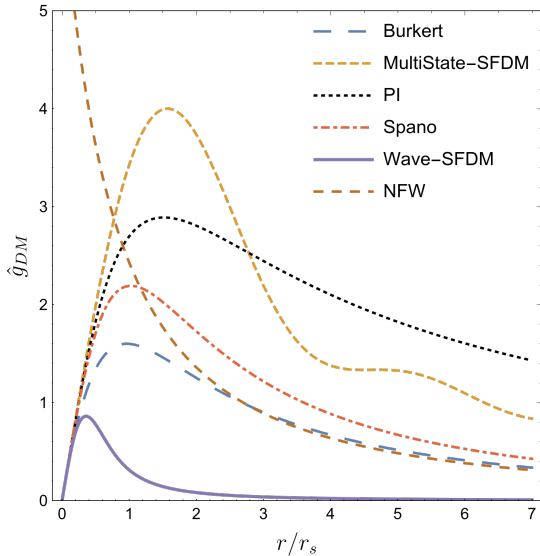 5
4
3
2
1
0
ĝ_DM
Burkert
MultiState-SFDM
PI
Spano
Wave-SFDM
NFW
0 1 2 3 4 5 6 7
r/r_s